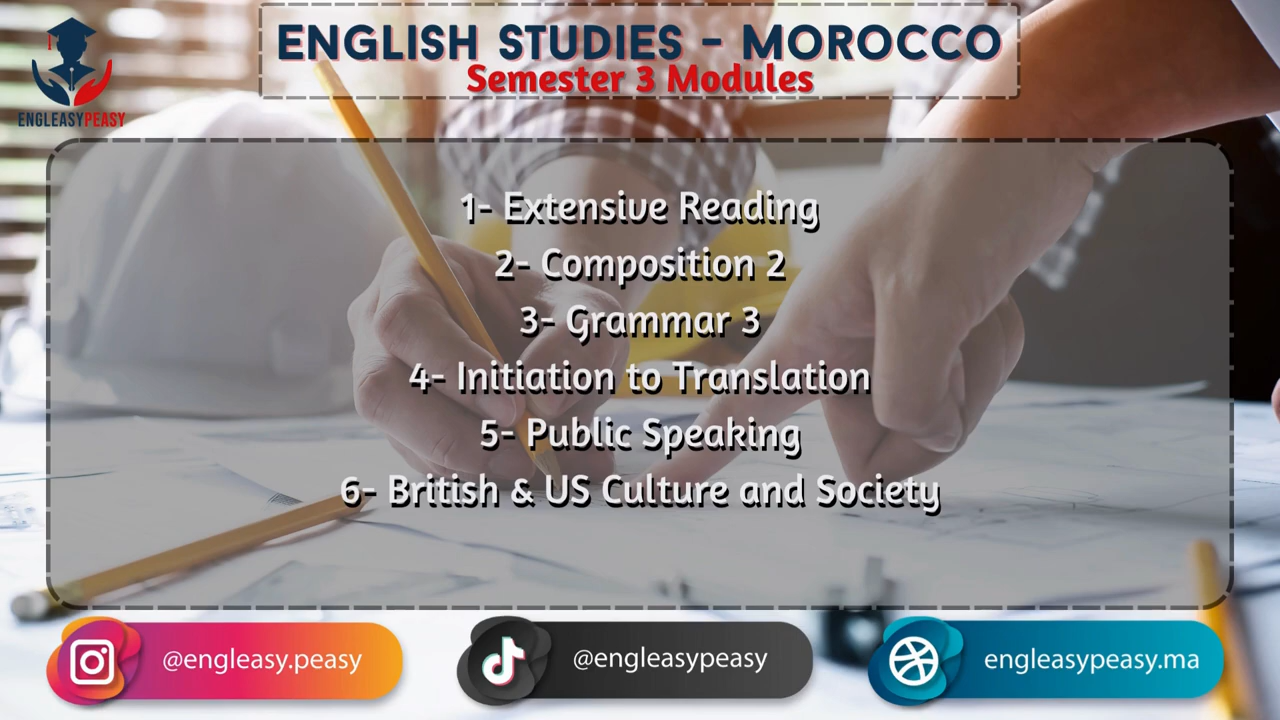 ENGLISH STUDIES - MOROCCO
Semester 3 Modules
ENGLEASYPEASY
1- Extensive Reading
2- Composition 2
3- Grammar 3
4- Initiation to Translation
5- Public Speaking
6- British & US Culture and Society
@engleasy.peasy
@engleasypeasy
engleasypeasy.ma